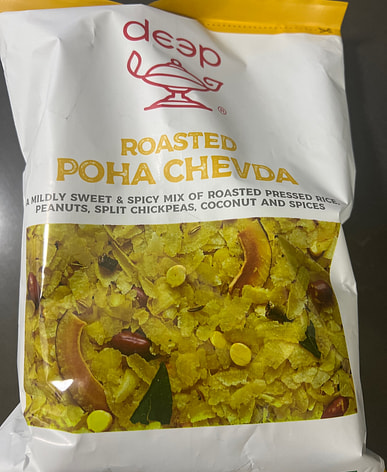 deep
®
ROASTED
POHA CHEVDA
A MILDLY SWEET & SPICY MIX OF ROASTED PRESSED RICE,
PEANUTS, SPLIT CHICKPEAS, COCONUT AND SPICES